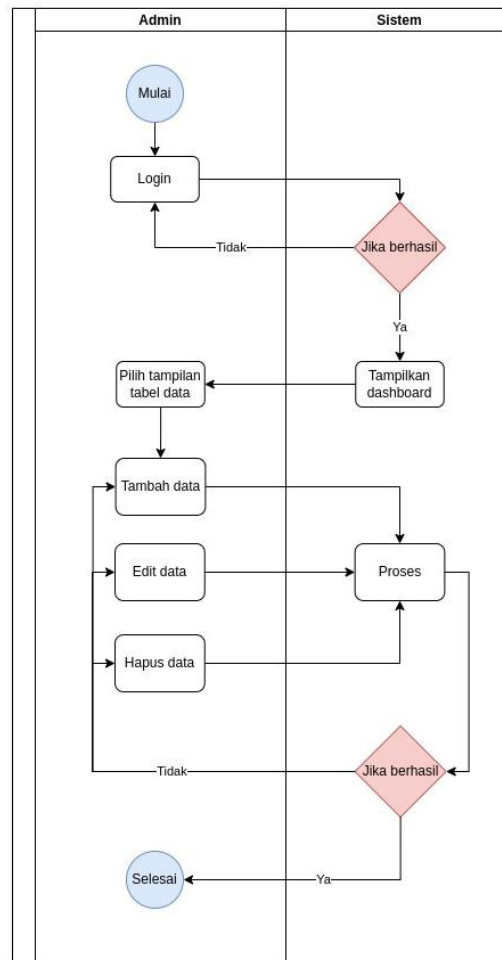 Admin
Sistem
Mulai
Login
Jika berhasil
Tidak
Ya
Pilih tampilan
tabel data
Tampilkan
dashboard
Tambah data
Edit data
Proses
Hapus data
Tidak
Jika berhasil
Selesai
Ya